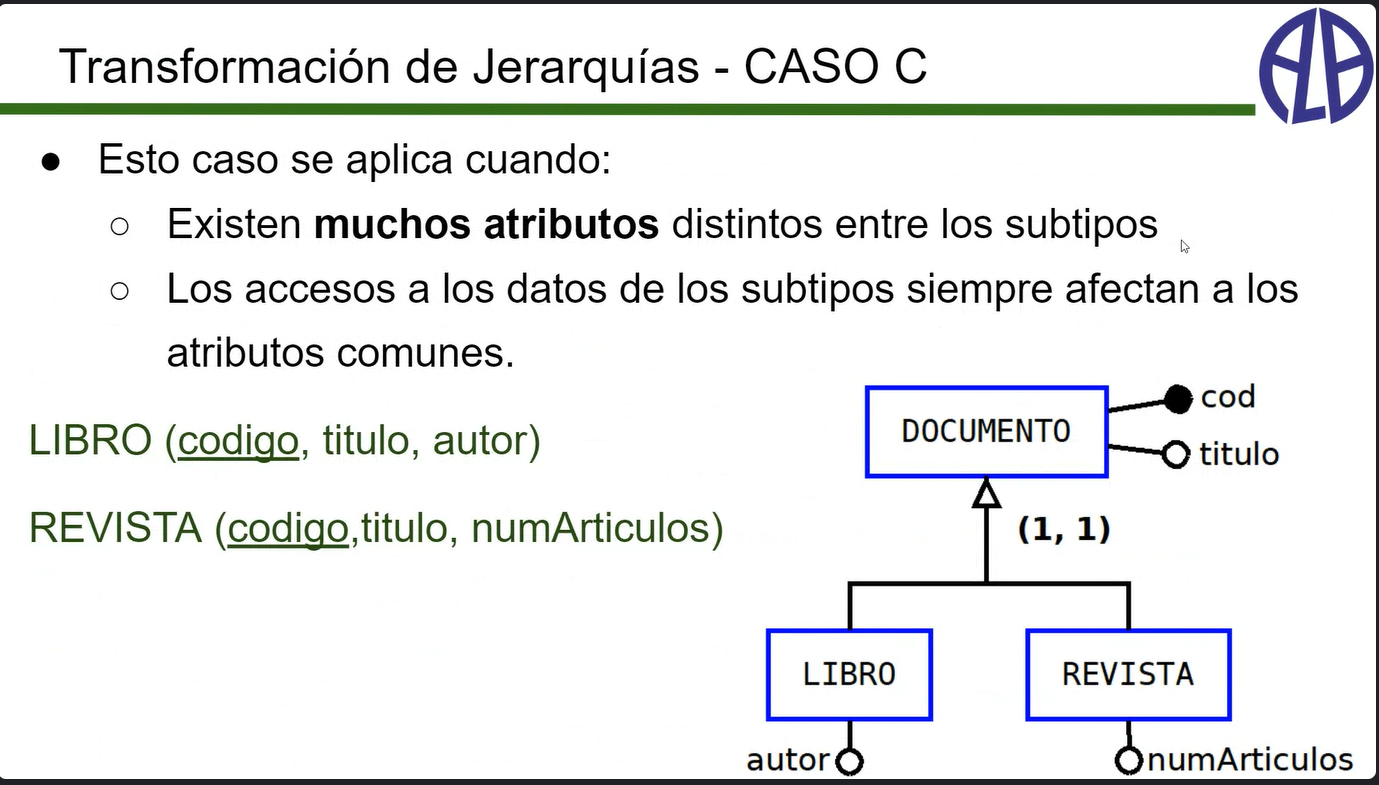 Transformación de Jerarquías - CASO C
● Esto caso se aplica cuando:
○ Existen muchos atributos distintos entre los subtipos
○ Los accesos a los datos de los subtipos siempre afectan a los
atributos comunes.
LIBRO (codigo, titulo, autor)
REVISTA (codigo,titulo, numArticulos)
DOCUMENTO
cod
titulo
(1, 1)
LIBRO
REVISTA
autor
numArticulos